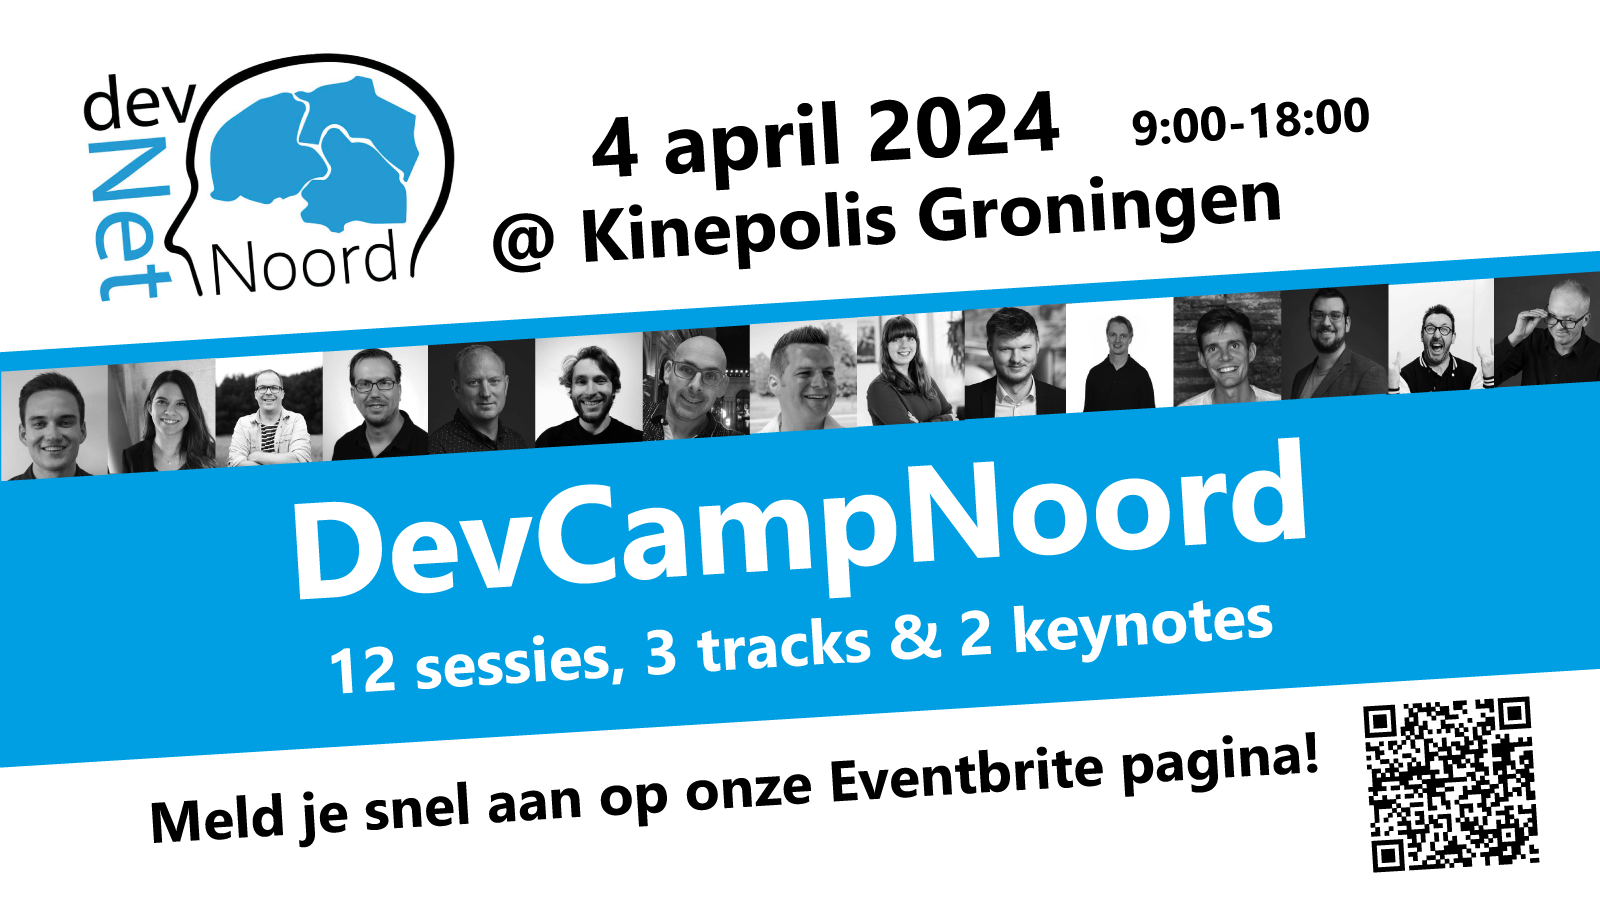 dev
Net
Noord
4 april 2024
9:00-18:00
@ Kinepolis Groningen
DevCampNoord
12 sessies, 3 tracks & 2 keynotes
Meld je snel aan op onze Eventbrite pagina!